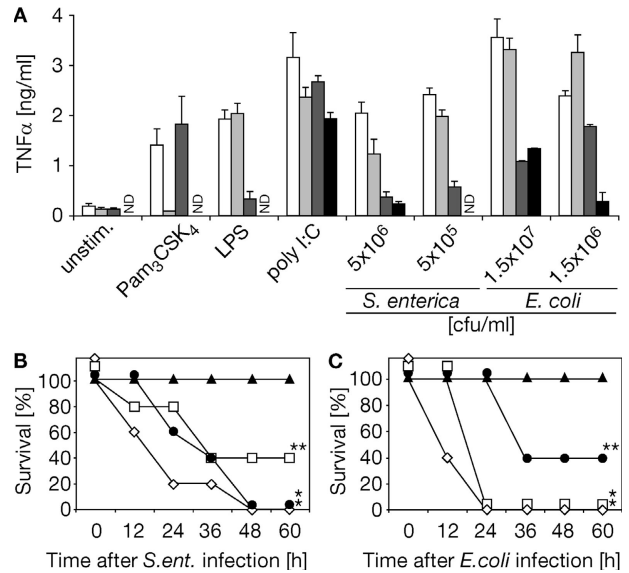 A
TNFα [ng/ml]
4
3
2
1
0
ND
ND
ND
unstim.
Pam₃CSK₄
LPS
poly I:C
5x10⁶
5x10⁵
1.5x10⁷
1.5x10⁶
S. enterica
E. coli
[cfu/ml]
B
Survival [%]
100
80
60
40
20
0
**
*
*
0 12 24 36 48 60
Time after S.ent. infection [h]
C
Survival [%]
100
80
60
40
20
0
**
*
*
0 12 24 36 48 60
Time after E.coli infection [h]